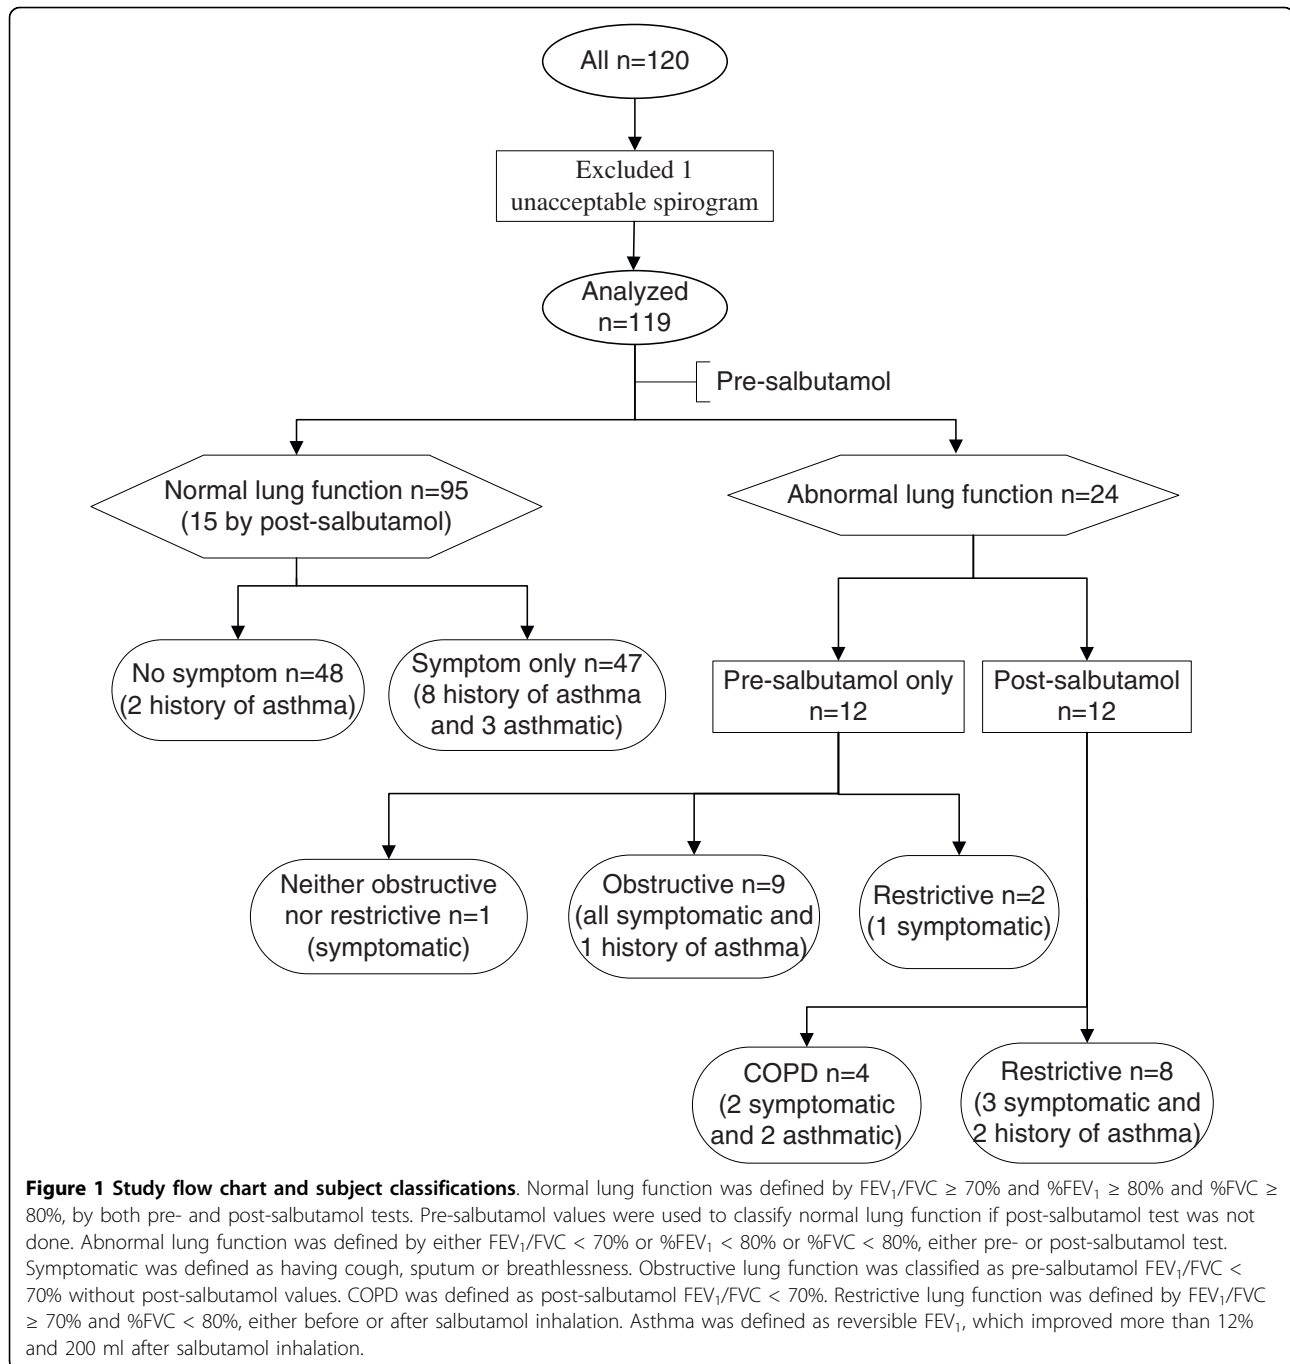 All n=120
Excluded 1
unacceptable spirogram
Analyzed
n=119
Pre-salbutamol
Normal lung function n=95
(15 by post-salbutamol)
Abnormal lung function n=24
No symptom n=48
(2 history of asthma)
Symptom only n=47
(8 history of asthma
and 3 asthmatic)
Pre-salbutamol only
n=12
Post-salbutamol
n=12
Neither obstructive
nor restrictive n=1
(symptomatic)
Obstructive n=9
(all symptomatic and
1 history of asthma)
Restrictive n=2
(1 symptomatic)
COPD n=4
(2 symptomatic
and 2 asthmatic)
Restrictive n=8
(3 symptomatic and
2 history of asthma)
Figure 1 Study flow chart and subject classifications. Normal lung function was defined by FEV₁/FVC ≥ 70% and %FEV₁ ≥ 80% and %FVC ≥
80%, by both pre- and post-salbutamol tests. Pre-salbutamol values were used to classify normal lung function if post-salbutamol test was not
done. Abnormal lung function was defined by either FEV₁/FVC < 70% or %FEV₁ < 80% or %FVC < 80%, either pre- or post-salbutamol test.
Symptomatic was defined as having cough, sputum or breathlessness. Obstructive lung function was classified as pre-salbutamol FEV₁/FVC <
70% without post-salbutamol values. COPD was defined as post-salbutamol FEV₁/FVC < 70%. Restrictive lung function was defined by FEV₁/FVC
≥ 70% and %FVC < 80%, either before or after salbutamol inhalation. Asthma was defined as reversible FEV₁, which improved more than 12%
and 200 ml after salbutamol inhalation.